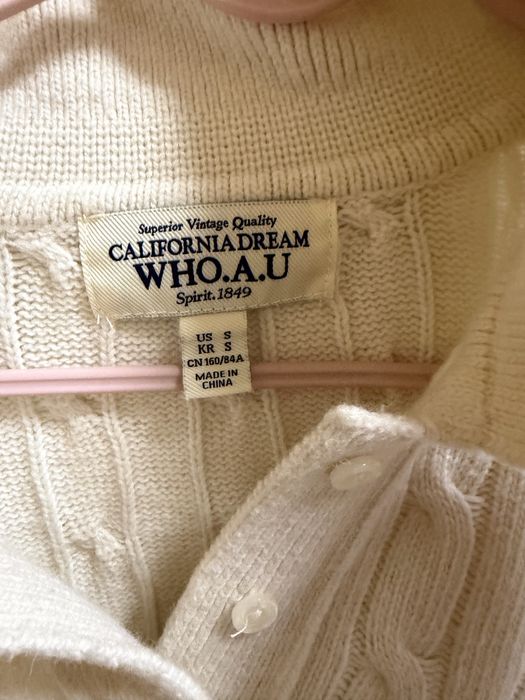 Superior Vintage Quality
CALIFORNIA DREAM
WHO.A.U
Spirit.1849
US S
KR S
CN 160/84A
MADE IN
CHINA